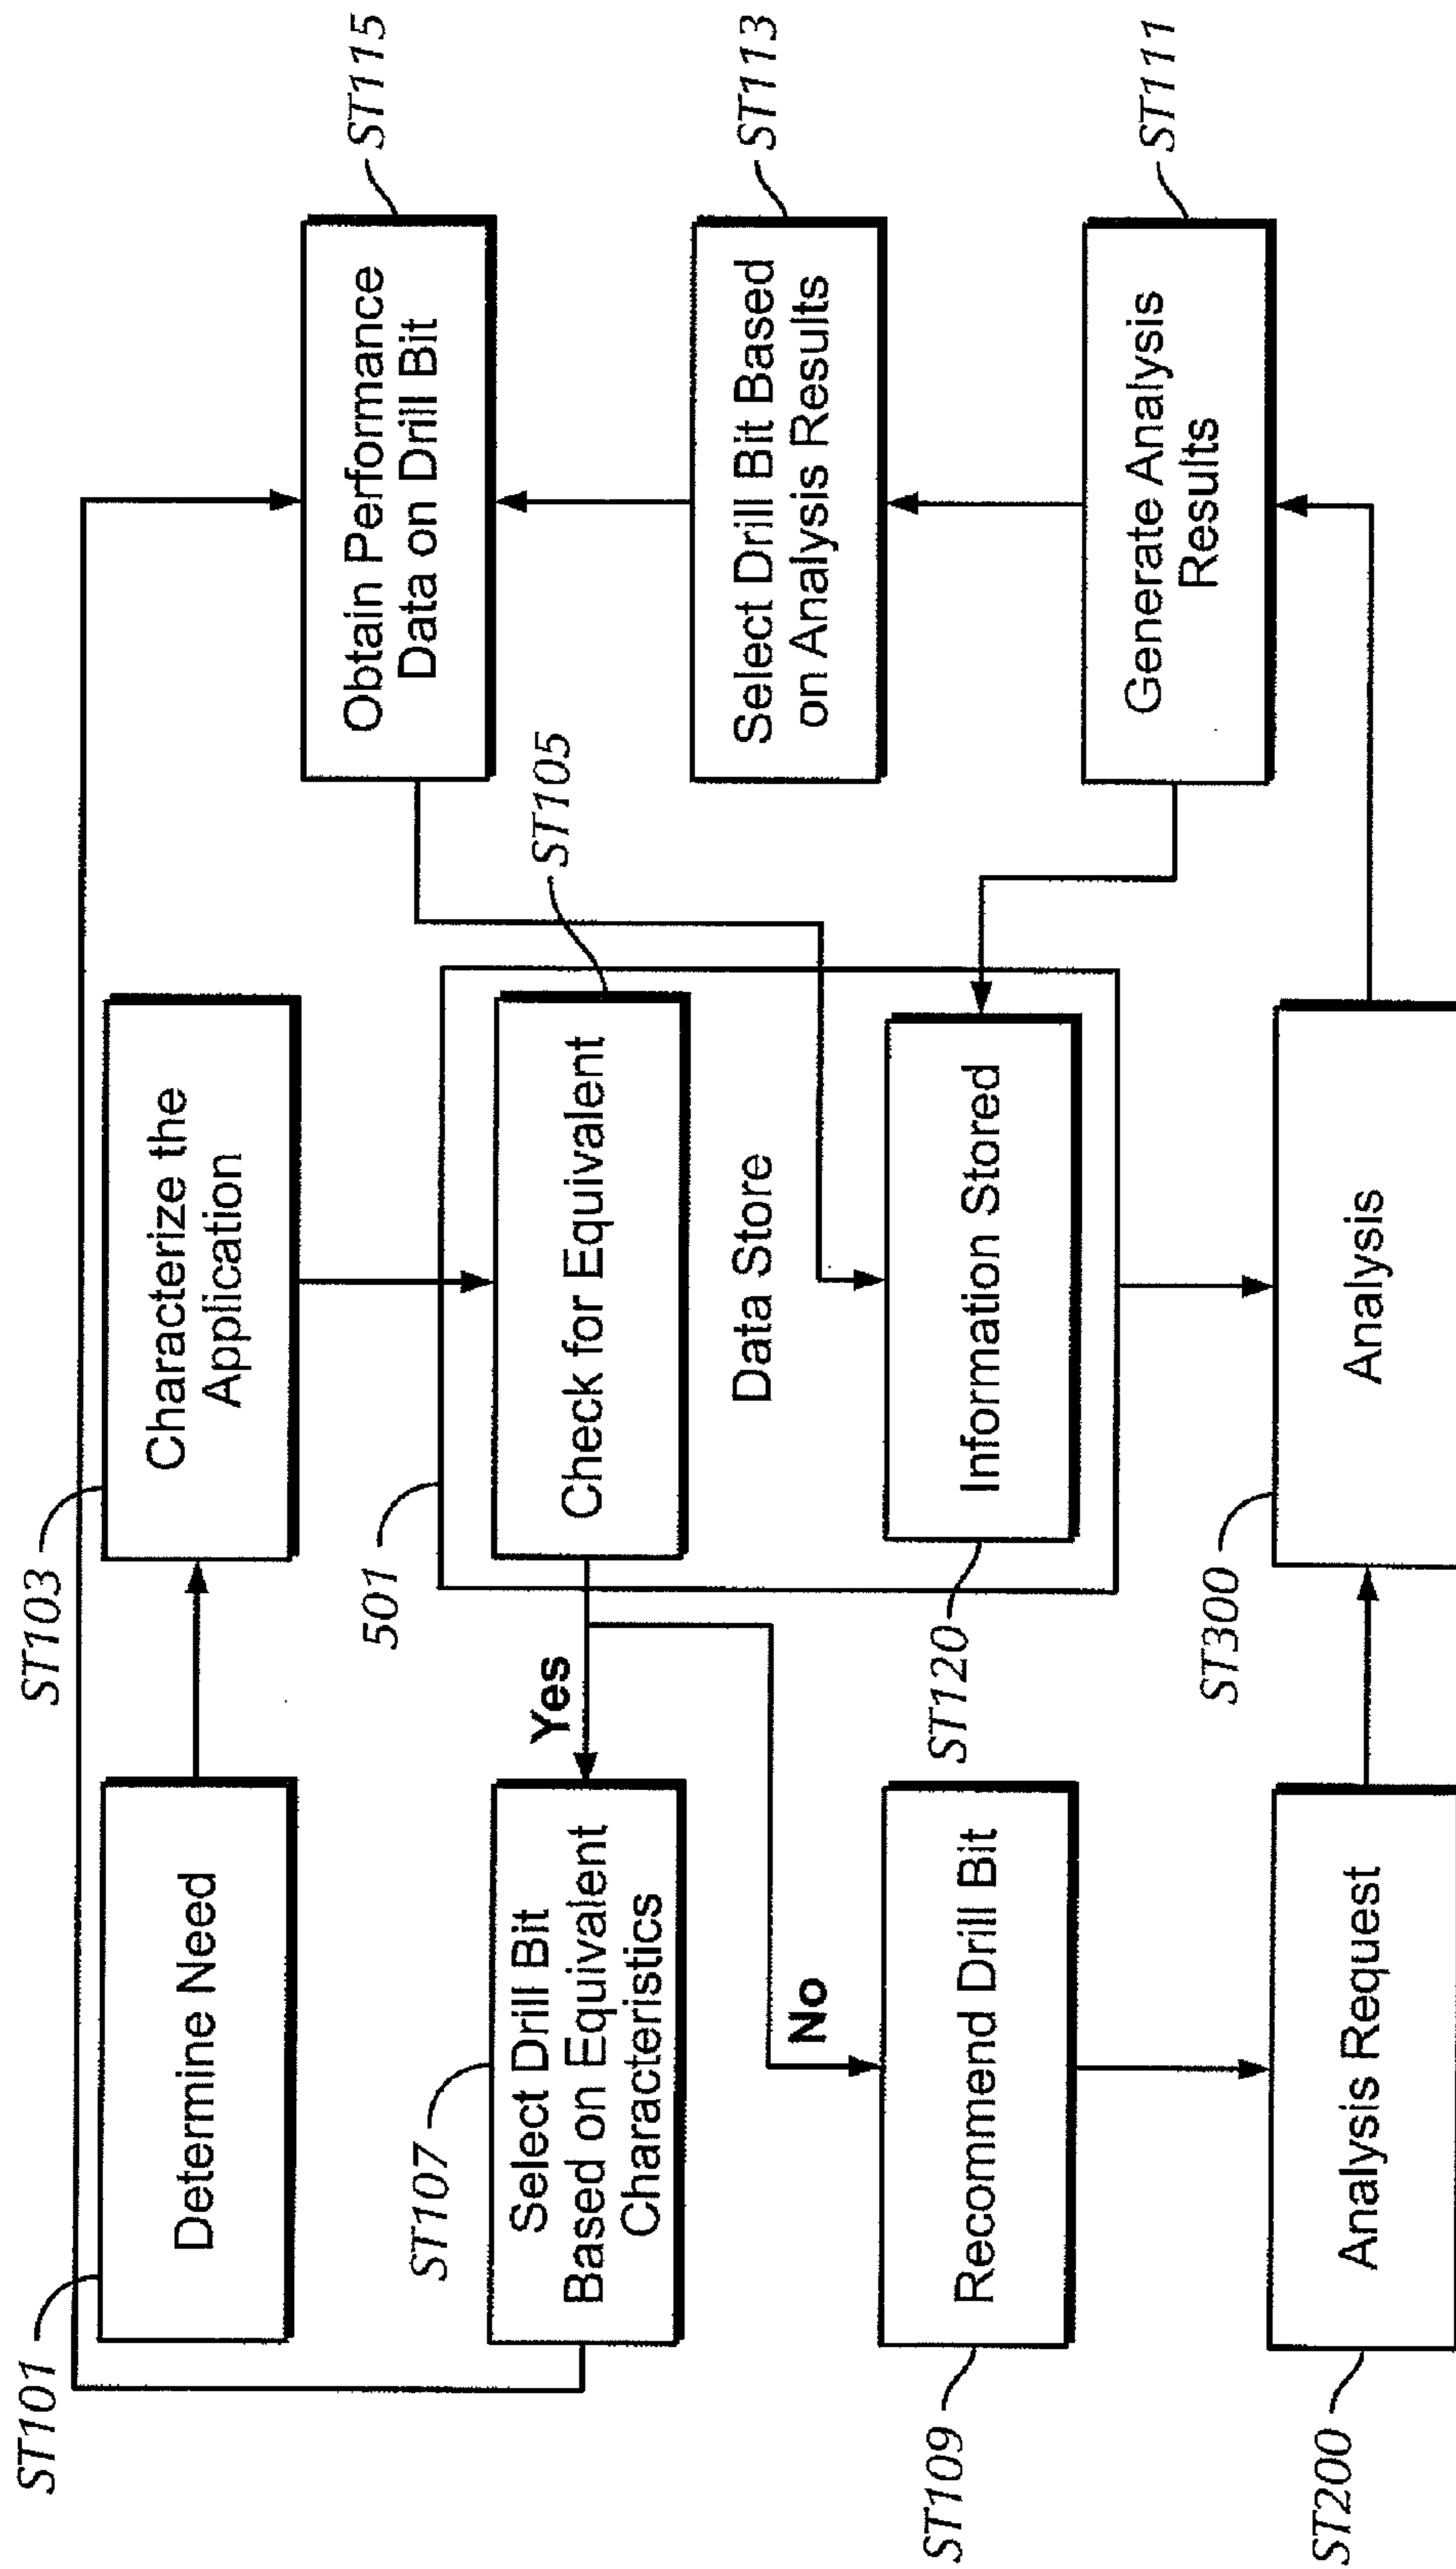 ST101
Determine Need
ST103
Characterize the
Application
ST107
Select Drill Bit
Based on Equivalent
Characteristics
Yes
501
Check for Equivalent
ST105
Data Store
Information Stored
ST120
No
ST109
Recommend Drill Bit
ST200
Analysis Request
ST300
Analysis
Obtain Performance
Data on Drill Bit
ST115
Select Drill Bit Based
on Analysis Results
ST113
Generate Analysis
Results
ST111